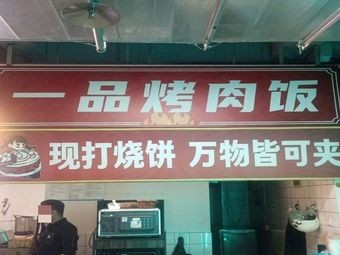 一品烤肉饭
现打烧饼 万物皆可夹